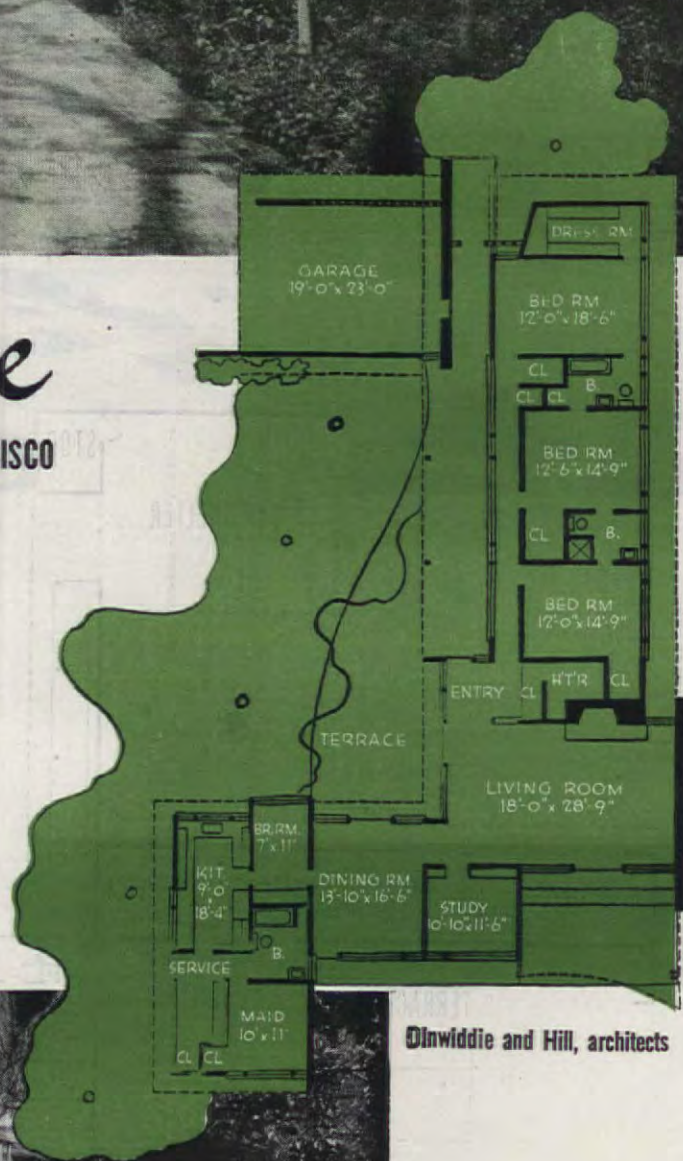 e
ISCO
DRESS RM
GARAGE
19'-0" x 23'-0"
BED RM
12'-0" x 18'-6"
CL
B.
CL CL
BED RM
12'-6" x 14'-9"
CL
B.
BED RM
12'-0" x 14'-9"
ENTRY
CL
H'T'R
CL
TERRACE
LIVING ROOM
18'-0" x 28'-9"
BR. RM.
7' x 11'
KIT.
9'-0"
x
18'-4"
DINING RM
13'-10" x 16'-6"
STUDY
10'-10" x 11'-6"
B.
SERVICE
MAID
10' x 11'
CL CL
Dinwiddie and Hill, architects